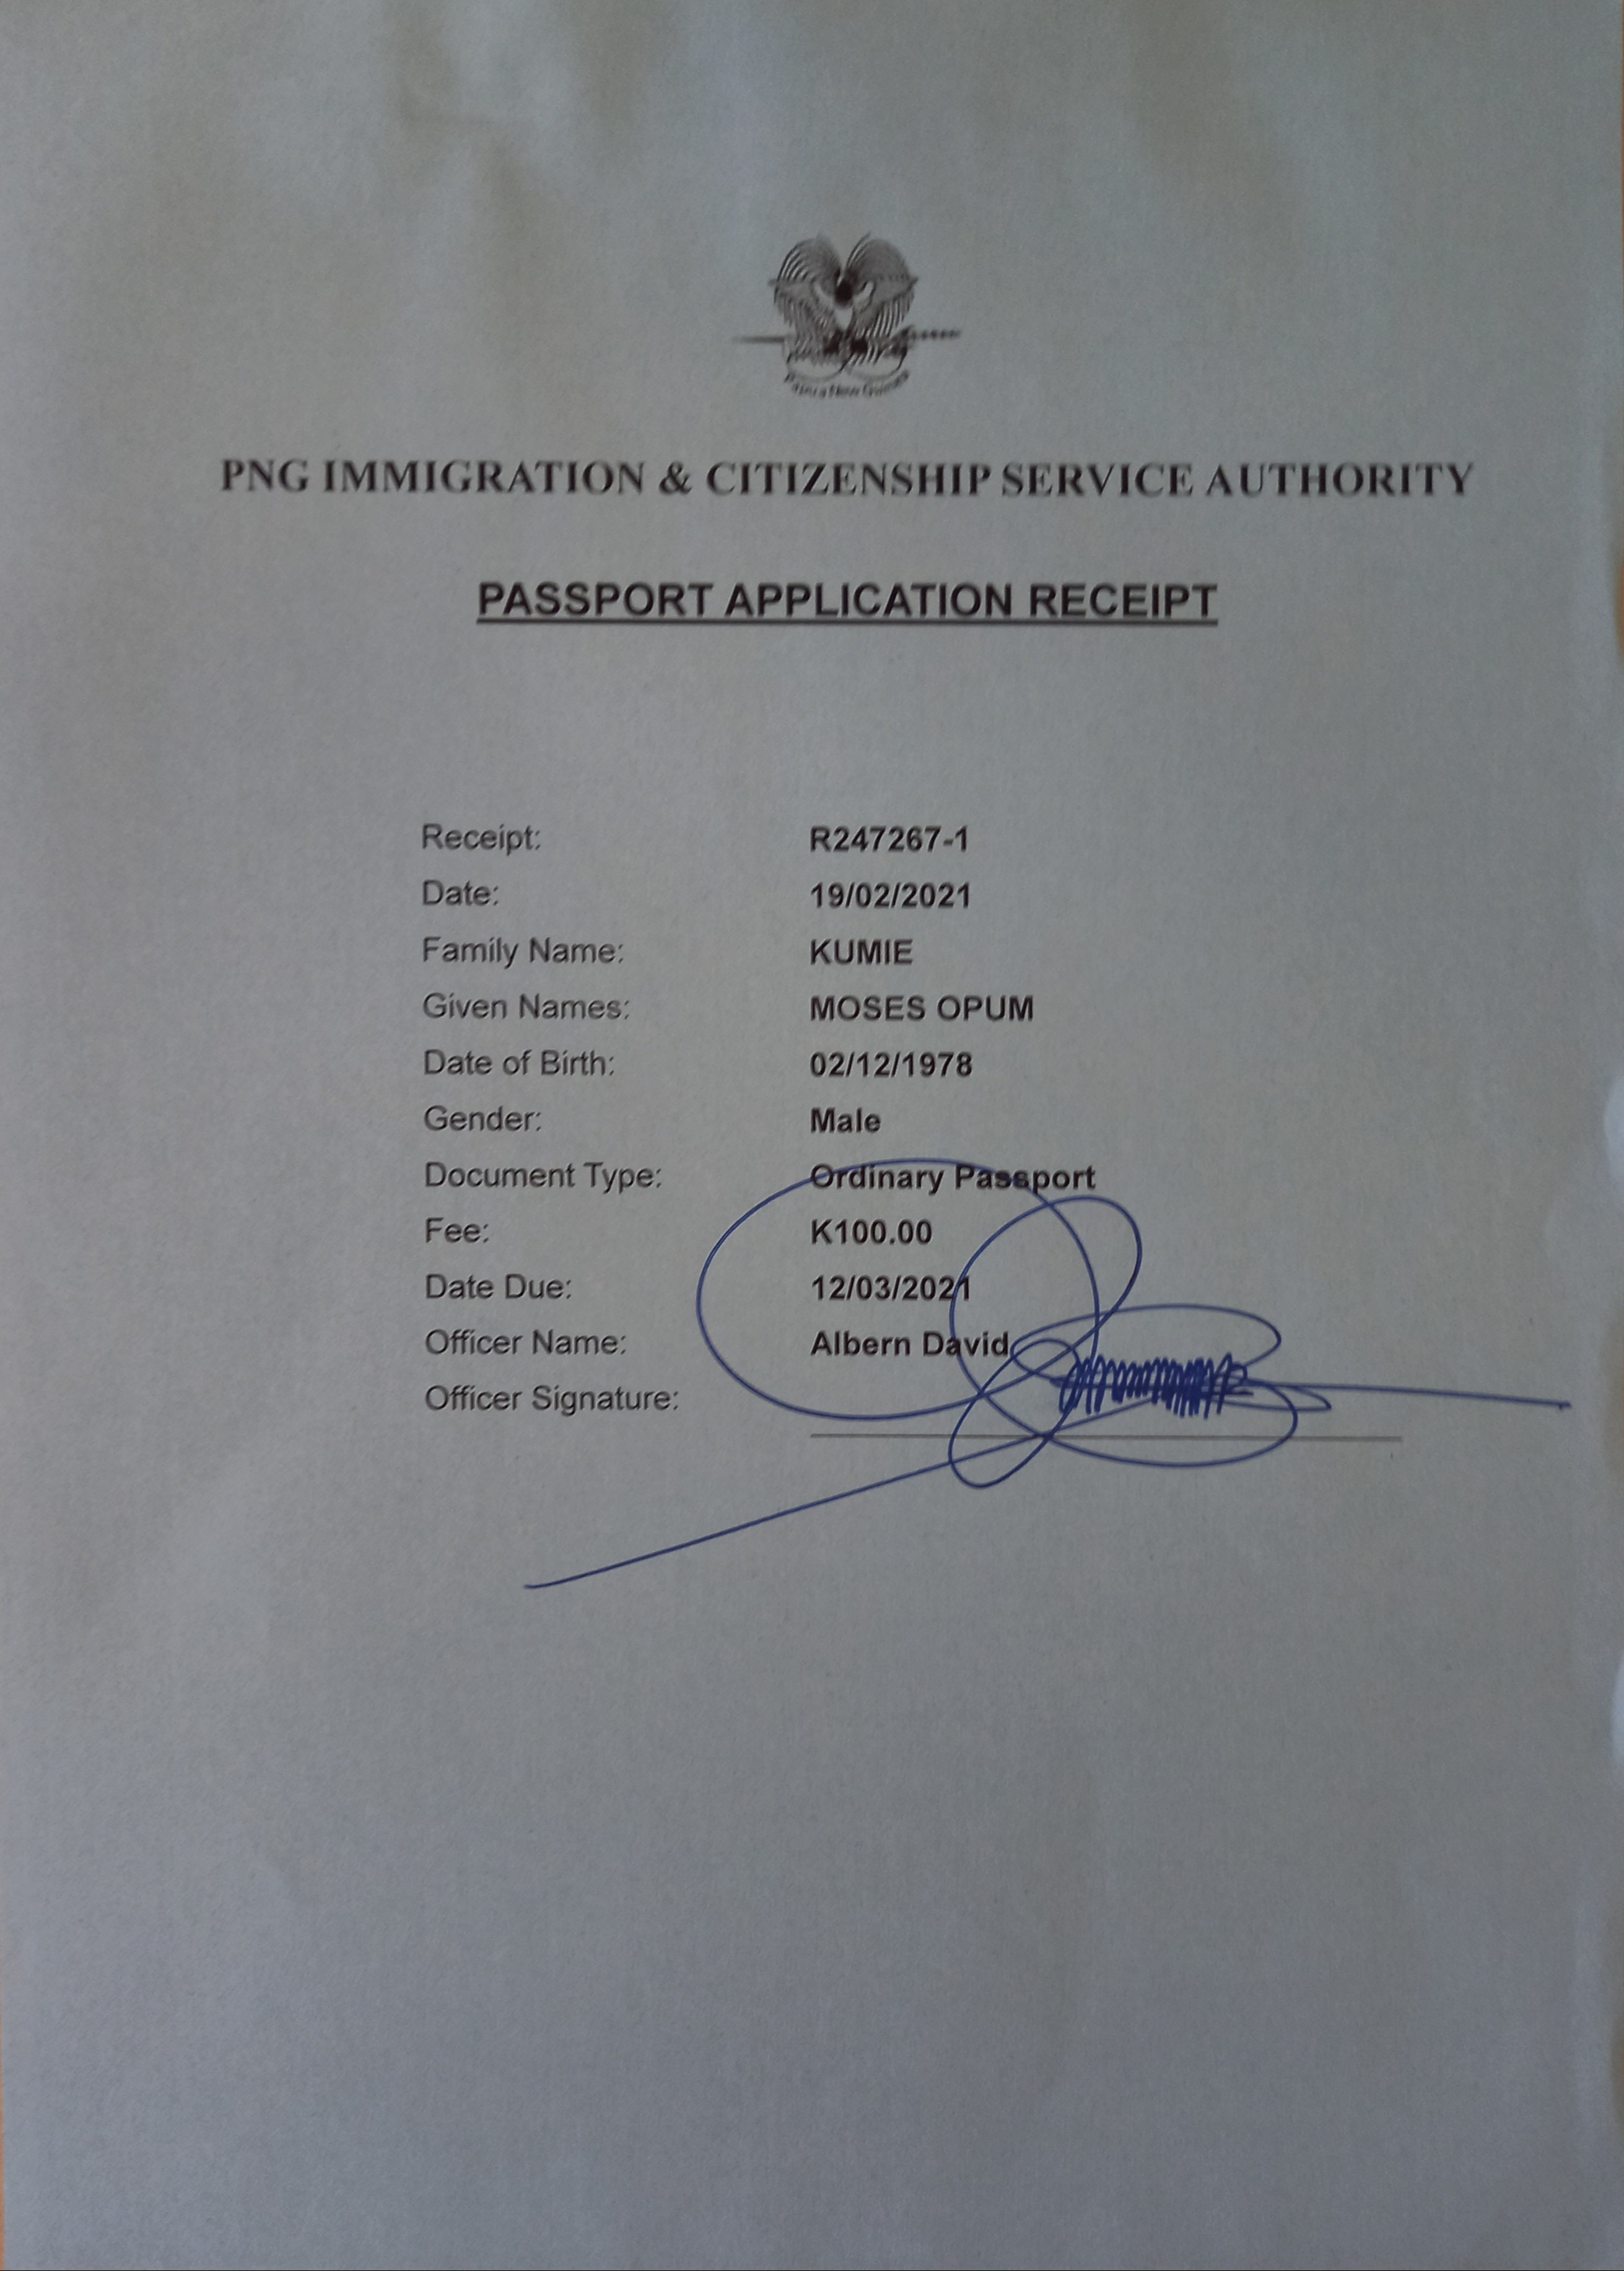 Papua New Guinea
PNG IMMIGRATION & CITIZENSHIP SERVICE AUTHORITY
PASSPORT APPLICATION RECEIPT
Receipt: R247267-1
Date: 19/02/2021
Family Name: KUMIE
Given Names: MOSES OPUM
Date of Birth: 02/12/1978
Gender: Male
Document Type: Ordinary Passport
Fee: K100.00
Date Due: 12/03/2021
Officer Name: Albern David
Officer Signature: